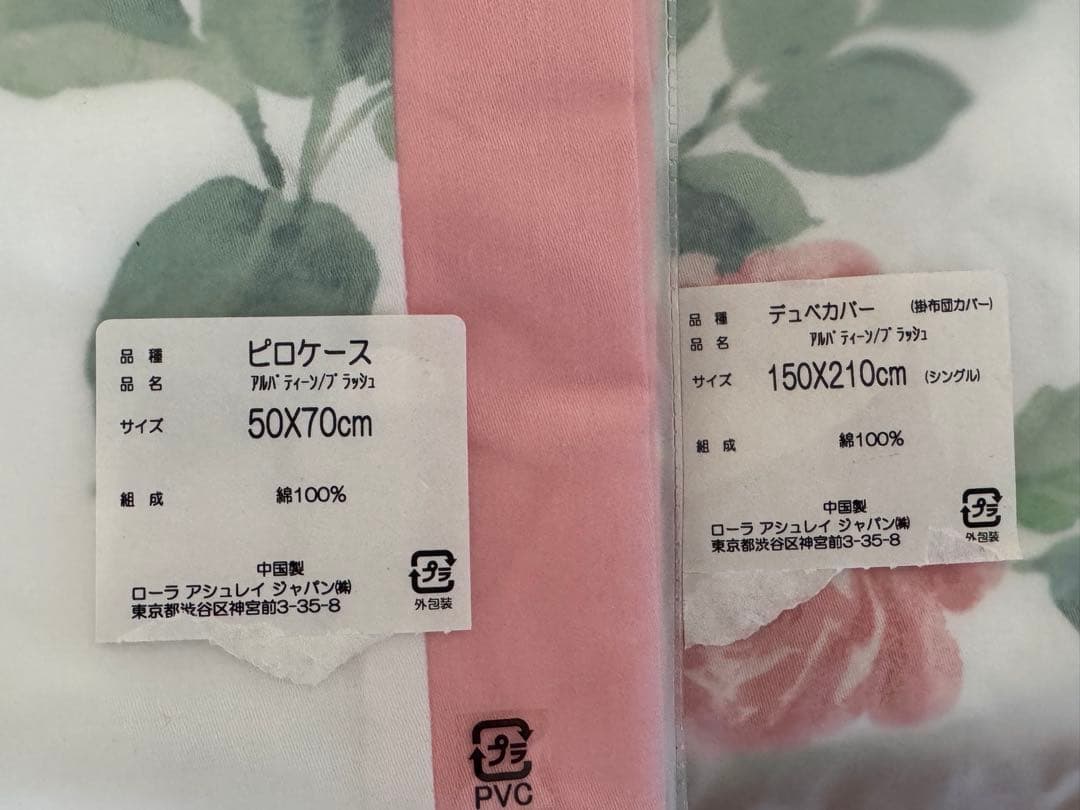 品種 ピロケース
品名 ｱﾙﾊﾞﾃｨｰﾝ/ﾌﾞﾗｯｼｭ
サイズ 50X70cm
組成 綿100%
中国製
ローラ アシュレイ ジャパン㈱
東京都渋谷区神宮前3-35-8
プラ
外包装
プラ
PVC
品種 デュベカバー (掛布団カバー)
品名 ｱﾙﾊﾞﾃｨｰﾝ/ﾌﾞﾗｯｼｭ
サイズ 150X210cm (シングル)
組成 綿100%
中国製
ローラ アシュレイ ジャパン㈱
東京都渋谷区神宮前3-35-8
プラ
外包装